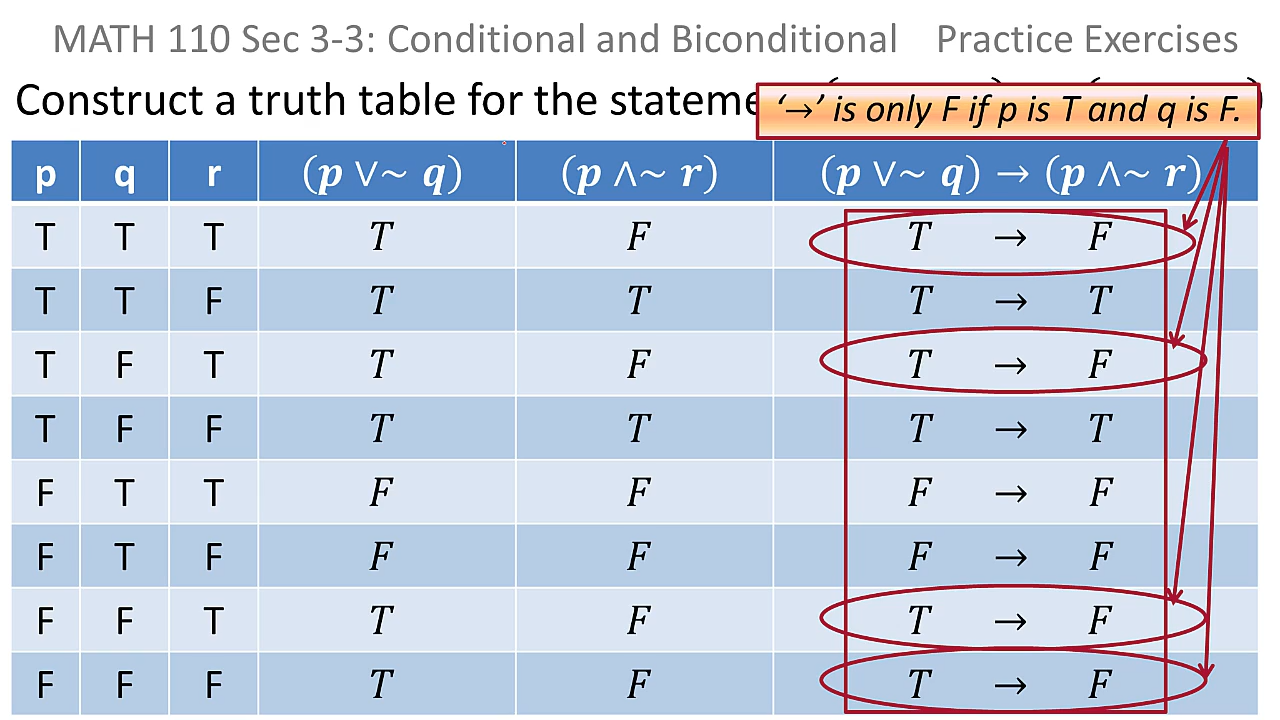 MATH 110 Sec 3-3: Conditional and Biconditional Practice Exercises
Construct a truth table for the
‘→’ is only F if p is T and q is F.
p q r (p ∨~ q) (p ∧~ r) (p ∨~ q) → (p ∧~ r)
T T T T F T → F
T T F T T T → T
T F T T F T → F
T F F T T T → T
F T T F F F → F
F T F F F F → F
F F T T F T → F
F F F T F T → F